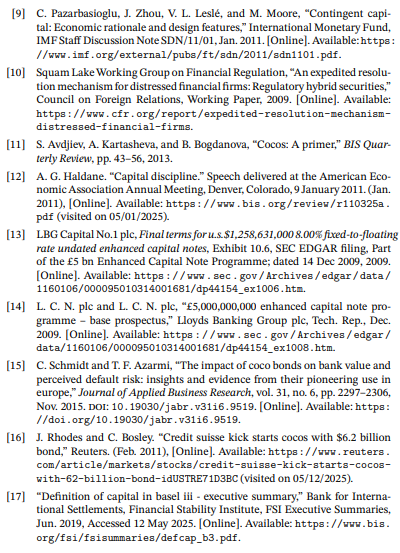 [9] C. Pazarbasioglu, J. Zhou, V. L. Leslé, and M. Moore, “Contingent capi-
tal: Economic rationale and design features,” International Monetary Fund,
IMF Staff Discussion Note SDN/11/01, Jan. 2011. [Online]. Available: https:
//www.imf.org/external/pubs/ft/sdn/2011/sdn1101.pdf.
[10] Squam Lake Working Group on Financial Regulation, “An expedited resolu-
tion mechanism for distressed financial firms: Regulatory hybrid securities,”
Council on Foreign Relations, Working Paper, 2009. [Online]. Available:
https://www.cfr.org/report/expedited-resolution-mechanism-
distressed-financial-firms.
[11] S. Avdjiev, A. Kartasheva, and B. Bogdanova, “Cocos: A primer,” BIS Quar-
terly Review, pp. 43–56, 2013.
[12] A. G. Haldane. “Capital discipline.” Speech delivered at the American Eco-
nomic Association Annual Meeting, Denver, Colorado, 9 January 2011. (Jan.
2011), [Online]. Available: https://www.bis.org/review/r110325a.
pdf (visited on 05/01/2025).
[13] LBG Capital No.1 plc, Final terms for u.s.$1,258,631,000 8.00% fixed-to-floating
rate undated enhanced capital notes, Exhibit 10.6, SEC EDGAR filing, Part
of the £5 bn Enhanced Capital Note Programme; dated 14 Dec 2009, 2009.
[Online]. Available: https://www.sec.gov/Archives/edgar/data/
1160106/000095010314001681/dp44154_ex1006.htm.
[14] L. C. N. plc and L. C. N. plc, “£5,000,000,000 enhanced capital note pro-
gramme – base prospectus,” Lloyds Banking Group plc, Tech. Rep., Dec.
2009. [Online]. Available: https://www.sec.gov/Archives/edgar/
data/1160106/000095010314001681/dp44154_ex1008.htm.
[15] C. Schmidt and T. F. Azarmi, “The impact of coco bonds on bank value and
perceived default risk: insights and evidence from their pioneering use in
europe,” Journal of Applied Business Research, vol. 31, no. 6, pp. 2297–2306,
Nov. 2015. DOI: 10.19030/jabr.v31i6.9519. [Online]. Available: https:
//doi.org/10.19030/jabr.v31i6.9519.
[16] J. Rhodes and C. Bosley. “Credit suisse kick starts cocos with $6.2 billion
bond,” Reuters. (Feb. 2011), [Online]. Available: https://www.reuters.
com/article/markets/stocks/credit-suisse-kick-starts-cocos-
with-62-billion-bond-idUSTRE71D3BC (visited on 05/12/2025).
[17] “Definition of capital in basel iii - executive summary,” Bank for Interna-
tional Settlements, Financial Stability Institute, FSI Executive Summaries,
Jun. 2019, Accessed 12 May 2025. [Online]. Available: https://www.bis.
org/fsi/fsisummaries/defcap_b3.pdf.